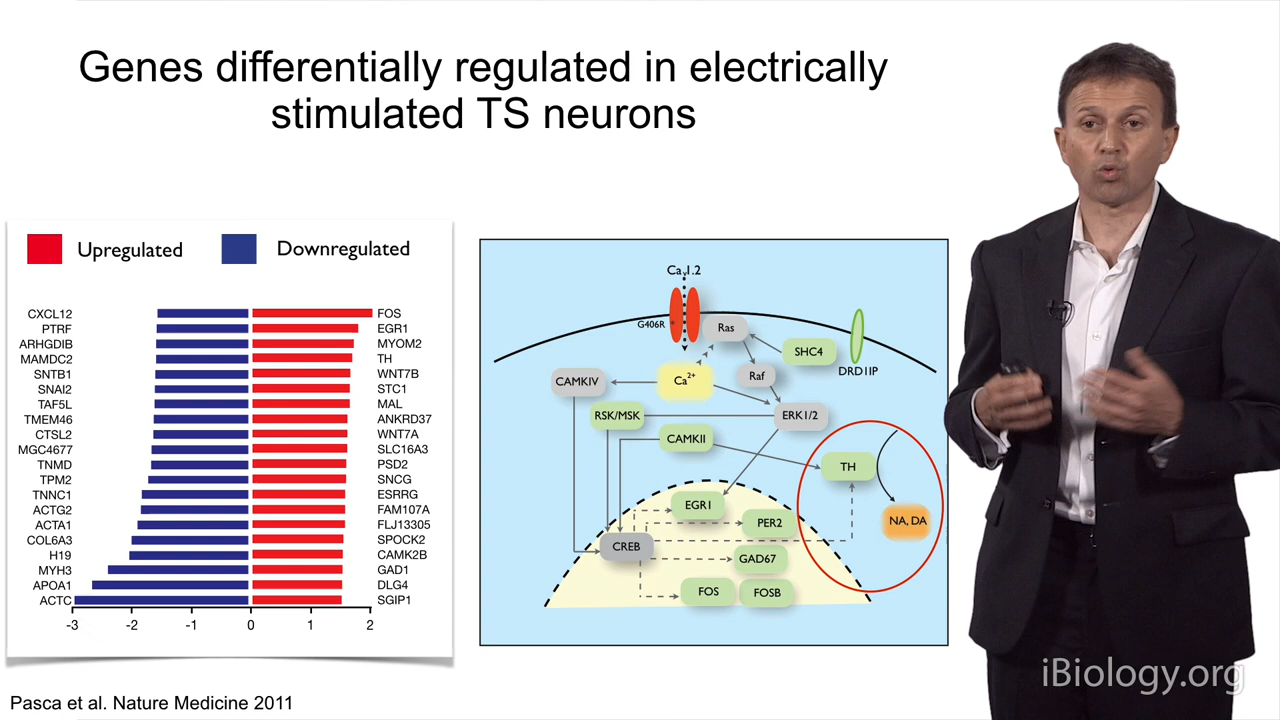 Genes differentially regulated in electrically
stimulated TS neurons
Upregulated
Downregulated
CXCL12 FOS
PTRF EGR1
ARHGDIB MYOM2
MAMDC2 TH
SNTB1 WNT7B
SNAI2 STC1
TAF5L MAL
TMEM46 ANKRD37
CTSL2 WNT7A
MGC4677 SLC16A3
TNMD PSD2
TPM2 SNCG
TNNC1 ESRRG
ACTG2 FAM107A
ACTA1 FLJ13305
COL6A3 SPOCK2
H19 CAMK2B
MYH3 GAD1
APOA1 DLG4
ACTC SGIP1
-3 -2 -1 0 1 2
Ca 1.2
G406R
Ras
SHC4
DRD1IP
CAMKIV
Ca2+
Raf
RSK/MSK
ERK1/2
CAMKII
TH
EGR1
PER2
NA, DA
CREB
GAD67
FOS
FOSB
Pasca et al. Nature Medicine 2011
iBiology.org